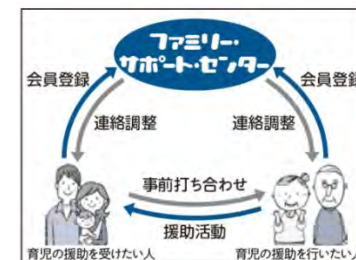 ファミリー・
サポート・センター
会員登録
会員登録
連絡調整
連絡調整
事前打ち合わせ
援助活動
育児の援助を受けたい人
育児の援助を行いたい人